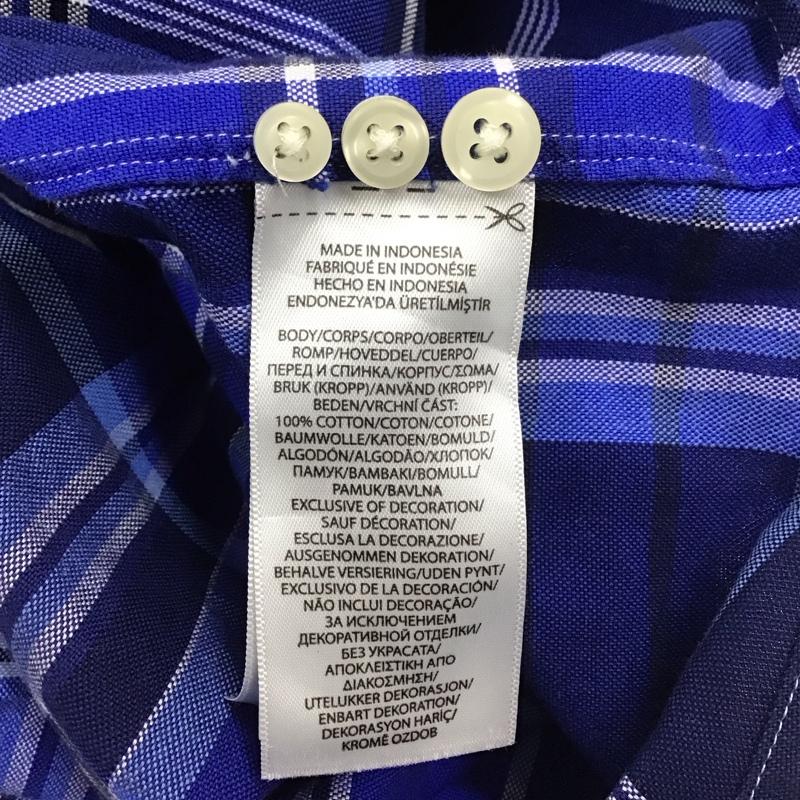 MADE IN INDONESIA
FABRIQUÉ EN INDONÉSIE
HECHO EN INDONESIA
ENDONEZYA'DA ÜRETİLMİŞTİR
BODY/CORPS/CORPO/OBERTEIL/
ROMP/HOVEDDEL/CUERPO/
ПЕРЕД И СПИНКА/КОРПУС/ΣΩΜΑ/
BRUK (KROPP)/ANVÄND (KROPP)/
BEDEN/VRCHNÍ ČÁST:
100% COTTON/COTON/COTONE/
BAUMWOLLE/KATOEN/BOMULD/
ALGODÓN/ALGODÃO/ХЛОПОК/
ПАМУК/ΒΑΜΒΑΚΙ/BOMULL/
PAMUK/BAVLNA
EXCLUSIVE OF DECORATION/
SAUF DÉCORATION/
ESCLUSA LA DECORAZIONE/
AUSGENOMMEN DEKORATION/
BEHALVE VERSIERING/UDEN PYNT/
EXCLUSIVO DE LA DECORACIÓN/
NÃO INCLUI DECORAÇÃO/
ЗА ИСКЛЮЧЕНИЕМ
ДЕКОРАТИВНОЙ ОТДЕЛКИ/
БЕЗ УКРАСАТА/
ΑΠΟΚΛΕΙΣΤΙΚΗ ΑΠΟ
ΔΙΑΚΟΣΜΗΣΗ/
UTELUKKER DEKORASJON/
ENBART DEKORATION/
DEKORASYON HARİÇ/
KROMĚ OZDOB